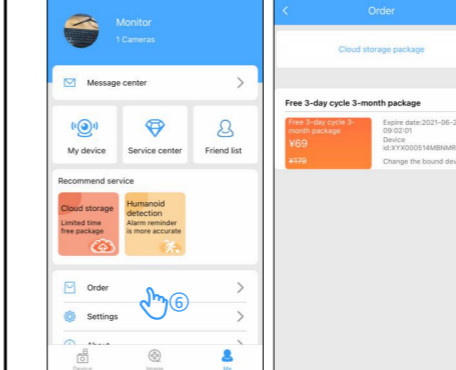 Monitor
1 Cameras
Message center
My device
Service center
Friend list
Recommend service
Cloud storage
Limited time
free package
Humanoid
detection
Alarm reminder
is more accurate
Order
⑥
Settings
About
Device
Image
Me
Order
Cloud storage package
Free 3-day cycle 3-month package
Free 3-day cycle 3-
month package
¥69
¥179
Expire date:2021-06-2
09:02:01
Device
id:XYX000514MBNMR
Change the bound dev